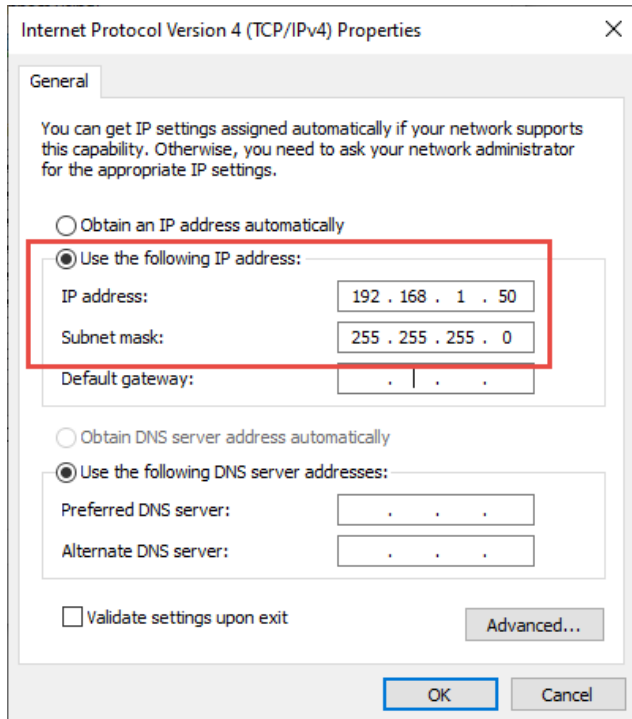 Internet Protocol Version 4 (TCP/IPv4) Properties
General
You can get IP settings assigned automatically if your network supports
this capability. Otherwise, you need to ask your network administrator
for the appropriate IP settings.
Obtain an IP address automatically
Use the following IP address:
IP address: 192 . 168 . 1 . 50
Subnet mask: 255 . 255 . 255 . 0
Default gateway: . . .
Obtain DNS server address automatically
Use the following DNS server addresses:
Preferred DNS server: . . .
Alternate DNS server: . . .
Validate settings upon exit
Advanced...
OK Cancel